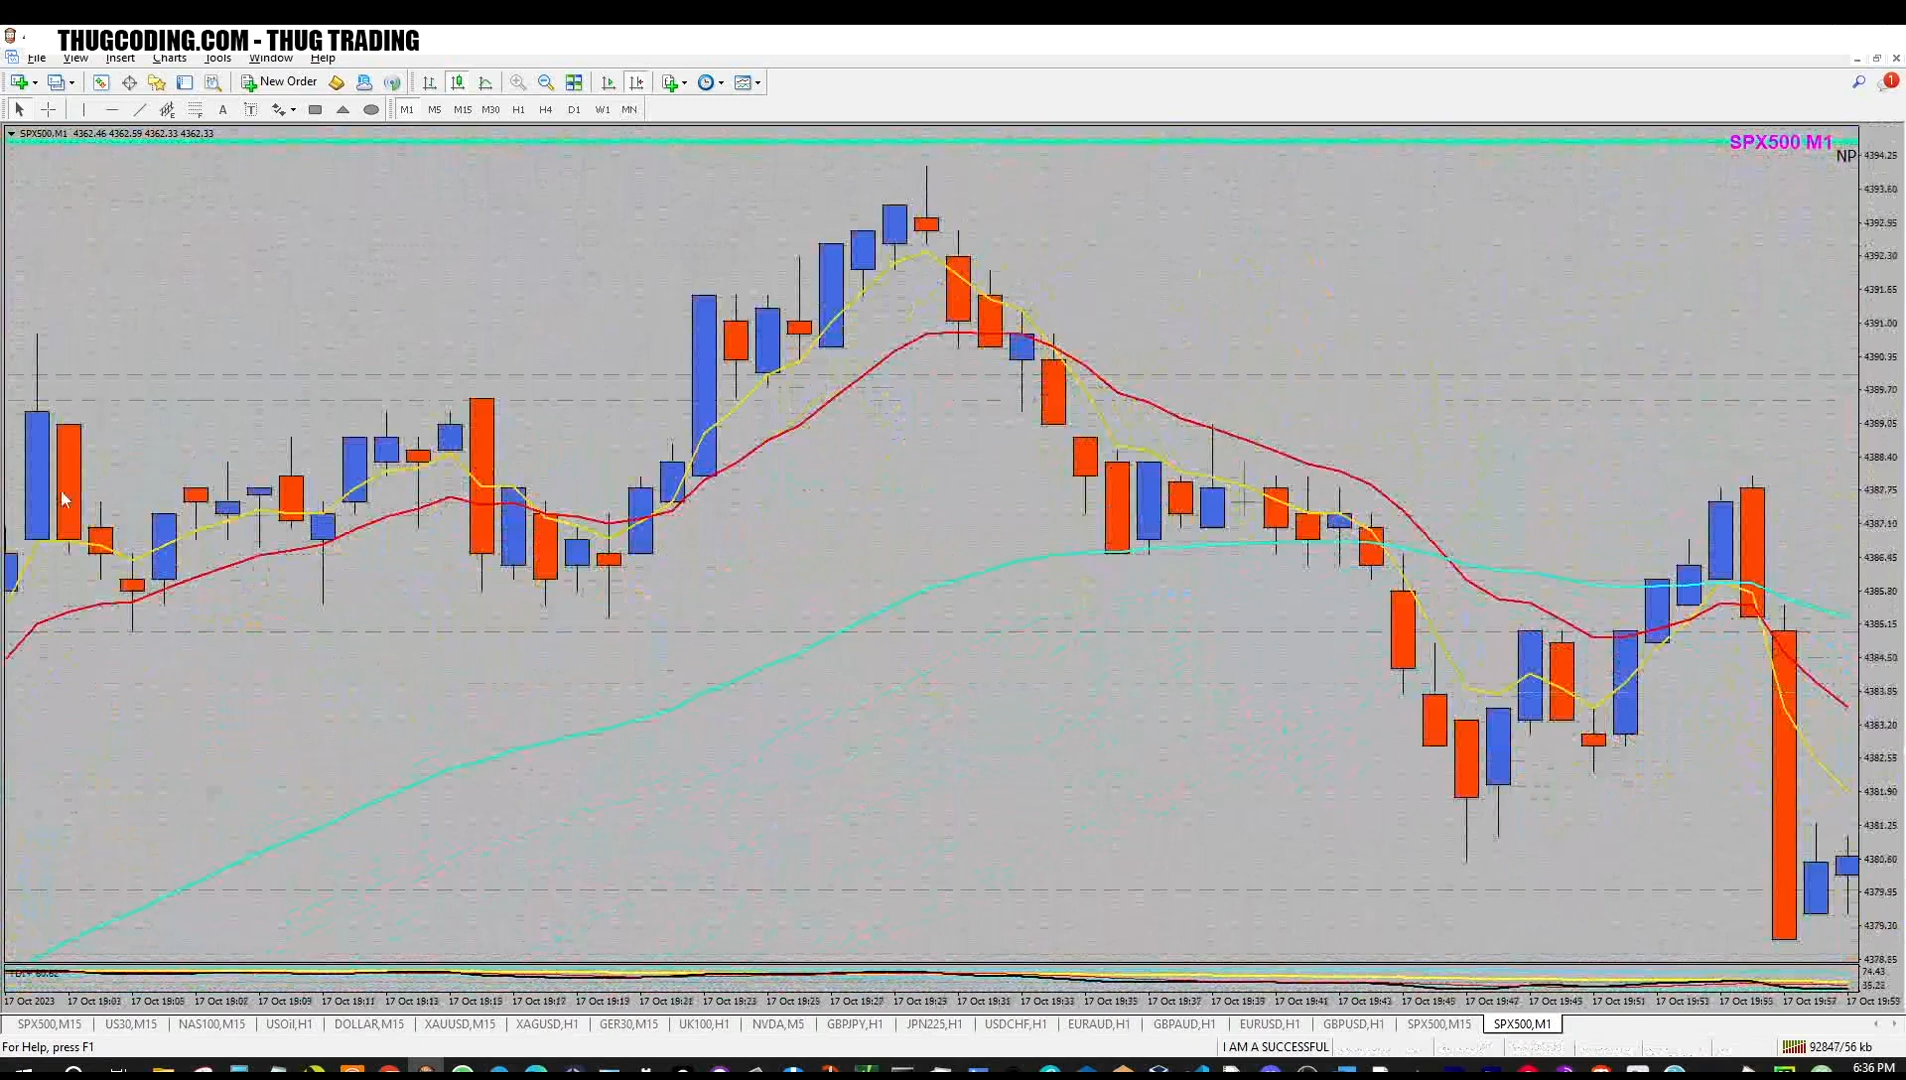 THUGCODING.COM - THUG TRADING
File View Insert Charts Tools Window Help
New Order
M1 M5 M15 M30 H1 H4 D1 W1 MN
SPX500,M1 4362.46 4362.59 4362.33 4362.33
SPX500 M1
NP
4394.25
4393.60
4392.95
4392.30
4391.65
4391.00
4390.35
4389.70
4389.05
4388.40
4387.75
4387.10
4386.45
4385.80
4385.15
4384.50
4383.85
4383.20
4382.55
4381.90
4381.25
4380.60
4379.95
4379.30
74.43
17 Oct 2023 17 Oct 19:03 17 Oct 19:05 17 Oct 19:07 17 Oct 19:09 17 Oct 19:11 17 Oct 19:13 17 Oct 19:15 17 Oct 19:17 17 Oct 19:19 17 Oct 19:21 17 Oct 19:23 17 Oct 19:25 17 Oct 19:27 17 Oct 19:29 17 Oct 19:31 17 Oct 19:33 17 Oct 19:35 17 Oct 19:37 17 Oct 19:39 17 Oct 19:41 17 Oct 19:43 17 Oct 19:45 17 Oct 19:47 17 Oct 19:49 17 Oct 19:51 17 Oct 19:53 17 Oct 19:55 17 Oct 19:57 17 Oct 19:59
SPX500,M15 US30,M15 NAS100,M15 USOil,H1 DOLLAR,M15 XAUUSD,M15 XAGUSD,H1 GER30,M15 UK100,H1 NVDA,M5 GBPJPY,H1 JPN225,H1 USDCHF,H1 EURAUD,H1 GBPAUD,H1 EURUSD,H1 GBPUSD,H1 SPX500,M15 SPX500,M1
For Help, press F1 I AM A SUCCESSFUL 92847/56 kb
6:36 PM